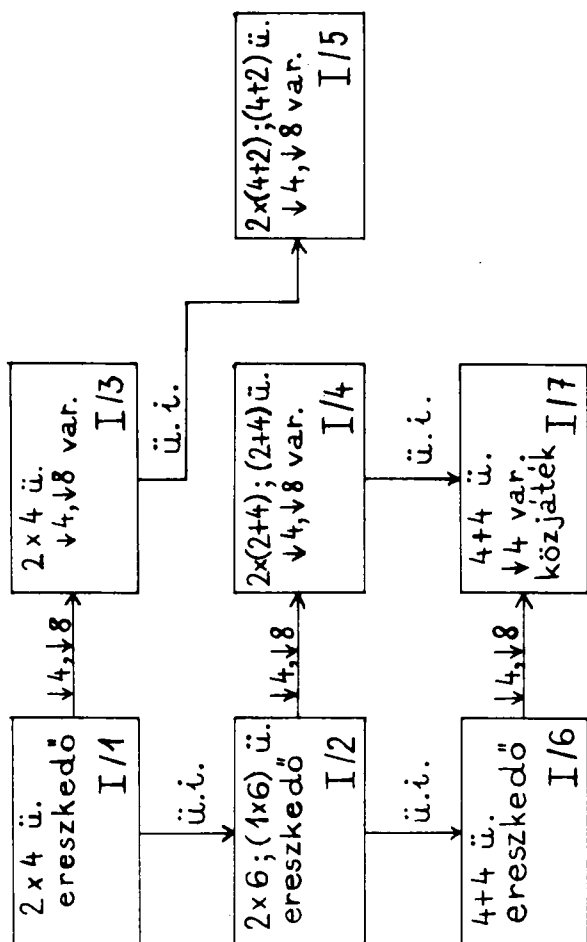 2×4 ü.
ereszkedő
I/1
↓4,↓8
2×4 ü.
↓4,↓8 var.
I/3
ü.i.
ü.i.
2×6;(1×6) ü.
ereszkedő
I/2
↓4,↓8
2×(2+4);(2+4)ü.
↓4,↓8 var.
I/4
2×(4+2);(4+2)ü.
↓4,↓8 var.
I/5
ü.i.
ü.i.
4+4 ü.
ereszkedő
I/6
↓4,↓8
4+4 ü.
↓4 var.
közjáték
I/7